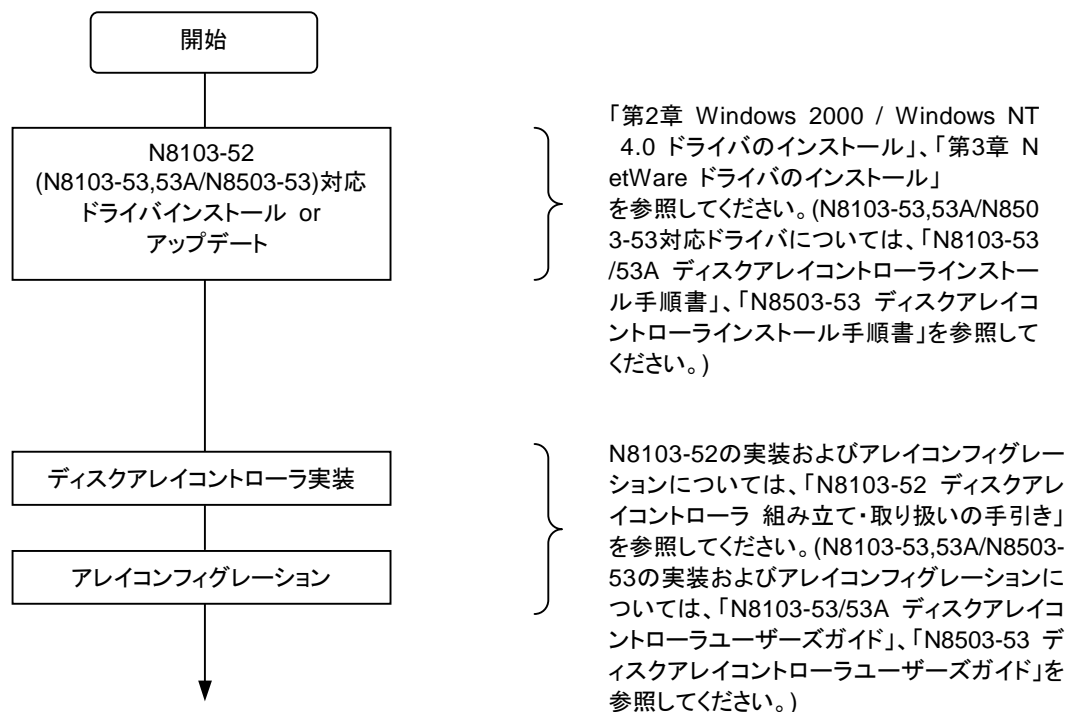 開始
N8103-52
(N8103-53,53A/N8503-53)対応
ドライバインストール or
アップデート
「第2章 Windows 2000 / Windows NT
4.0 ドライバのインストール」、「第3章 N
etWare ドライバのインストール」
を参照してください。(N8103-53,53A/N850
3-53対応ドライバについては、「N8103-53
/53A ディスクアレイコントローラインストー
ル手順書」、「N8503-53 ディスクアレイコ
ントローラインストール手順書」を参照して
ください。)
ディスクアレイコントローラ実装
アレイコンフィグレーション
N8103-52の実装およびアレイコンフィグレー
ションについては、「N8103-52 ディスクアレ
イコントローラ 組み立て・取り扱いの手引き」
を参照してください。(N8103-53,53A/N8503-
53の実装およびアレイコンフィグレーションに
ついては、「N8103-53/53A ディスクアレイコ
ントローラユーザーズガイド」、「N8503-53 デ
ィスクアレイコントローラユーザーズガイド」を
参照してください。)